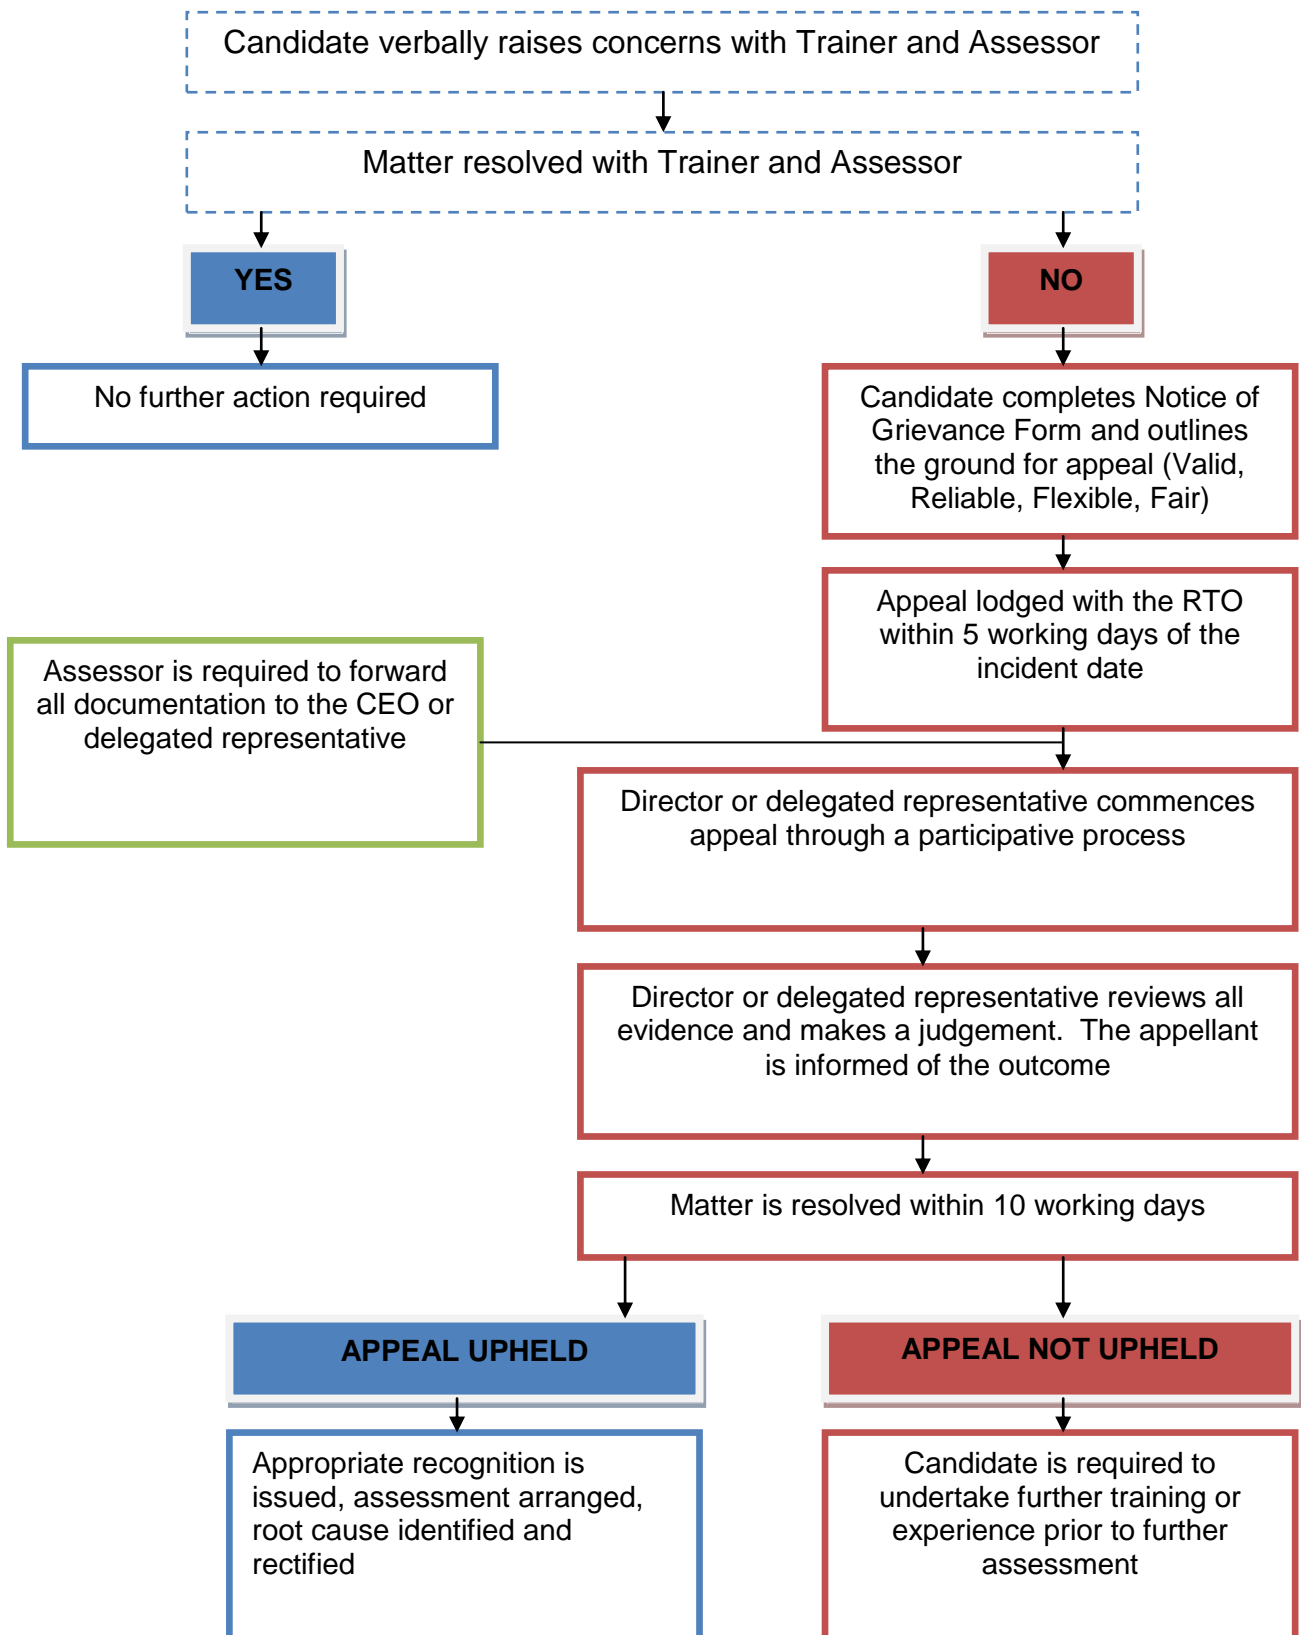 Candidate verbally raises concerns with Trainer and Assessor
Matter resolved with Trainer and Assessor
YES
NO
No further action required
Candidate completes Notice of
Grievance Form and outlines
the ground for appeal (Valid,
Reliable, Flexible, Fair)
Appeal lodged with the RTO
within 5 working days of the
incident date
Assessor is required to forward
all documentation to the CEO or
delegated representative
Director or delegated representative commences
appeal through a participative process
Director or delegated representative reviews all
evidence and makes a judgement.  The appellant
is informed of the outcome
Matter is resolved within 10 working days
APPEAL UPHELD
APPEAL NOT UPHELD
Appropriate recognition is
issued, assessment arranged,
root cause identified and
rectified
Candidate is required to
undertake further training or
experience prior to further
assessment